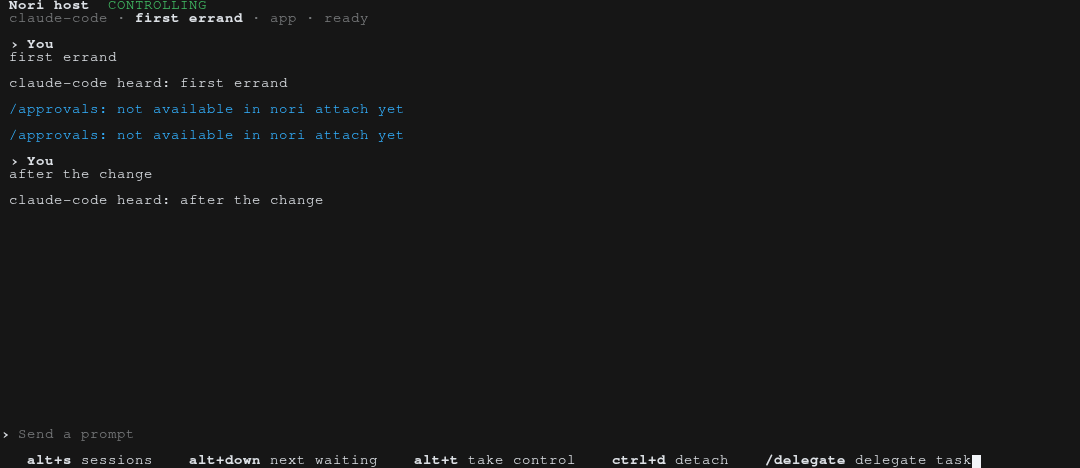 Nori host  CONTROLLING
claude-code · first errand · app · ready
› You
first errand
claude-code heard: first errand
/approvals: not available in nori attach yet
/approvals: not available in nori attach yet
› You
after the change
claude-code heard: after the change
› Send a prompt
alt+s sessions    alt+down next waiting    alt+t take control    ctrl+d detach    /delegate delegate task